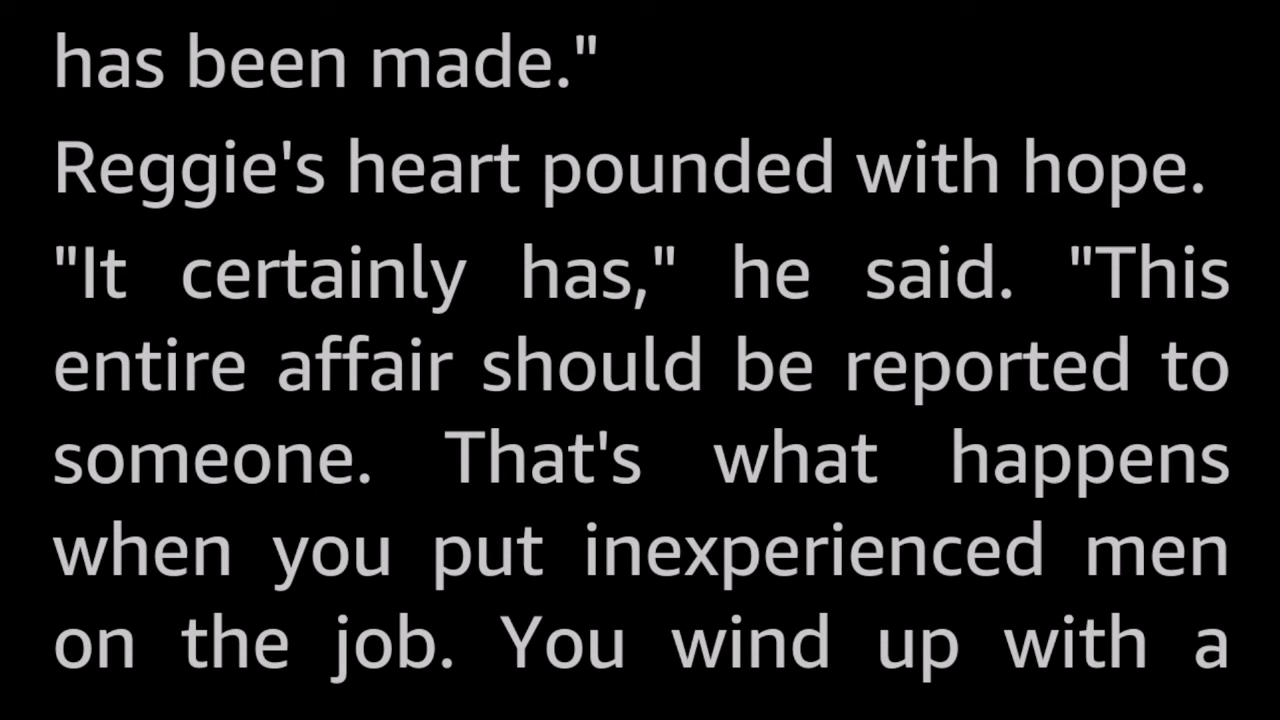 has been made."
Reggie's heart pounded with hope.
"It certainly has," he said. "This
entire affair should be reported to
someone. That's what happens
when you put inexperienced men
on the job. You wind up with a